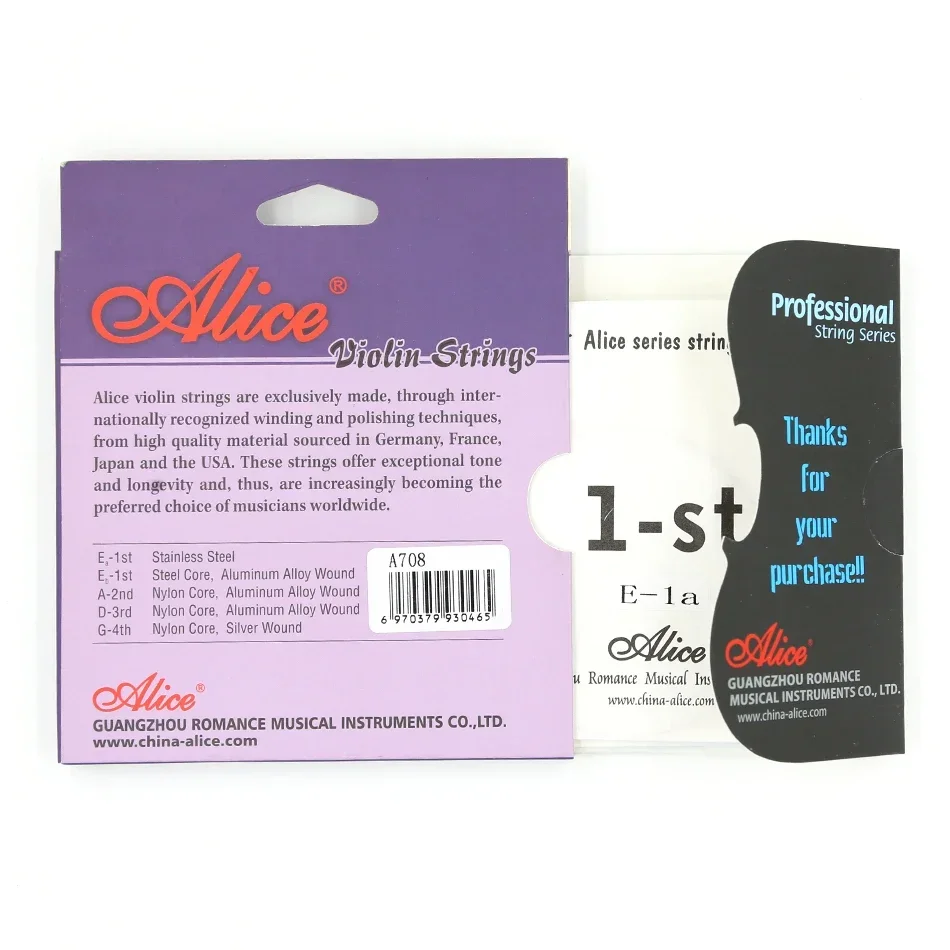 Alice®
Violin Strings
Alice violin strings are exclusively made, through inter-
nationally recognized winding and polishing techniques,
from high quality material sourced in Germany, France,
Japan and the USA. These strings offer exceptional tone
and longevity and, thus, are increasingly becoming the
preferred choice of musicians worldwide.
Ea-1st Stainless Steel
Eb-1st Steel Core, Aluminum Alloy Wound
A-2nd Nylon Core, Aluminum Alloy Wound
D-3rd Nylon Core, Aluminum Alloy Wound
G-4th Nylon Core, Silver Wound
A708
6 970379 930465
Alice®
GUANGZHOU ROMANCE MUSICAL INSTRUMENTS CO.,LTD.
www.china-alice.com
Alice series strin
1-st
E-1a
Alice
u Romance Musical Ins
www.china-alice.com
Professional
String Series
Thanks
for
your
purchase!!
Alice®
GUANGZHOU ROMANCE
MUSICAL INSTRUMENTS CO., LTD.
www.china-alice.com